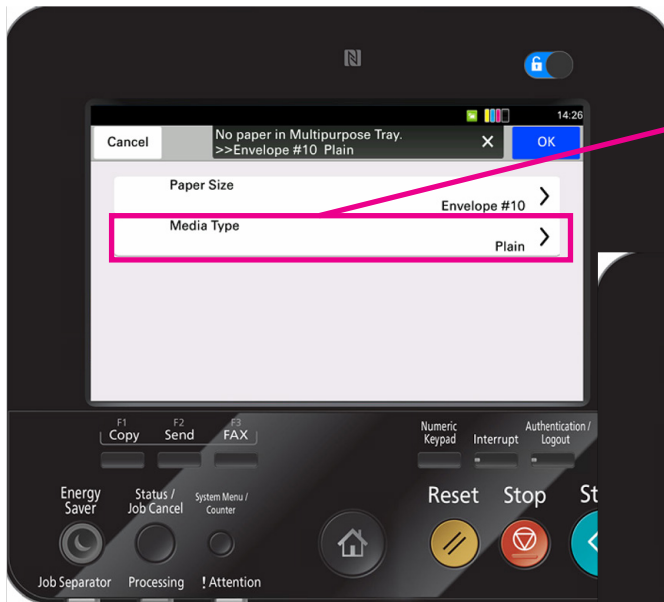 14:26
Cancel
No paper in Multipurpose Tray.
>>Envelope #10 Plain
OK
Paper Size
Envelope #10
Media Type
Plain
F1
Copy
F2
Send
F3
FAX
Numeric
Keypad
Interrupt
Authentication /
Logout
Energy
Saver
Status /
Job Cancel
System Menu /
Counter
Reset
Stop
St
Job Separator
Processing
! Attention